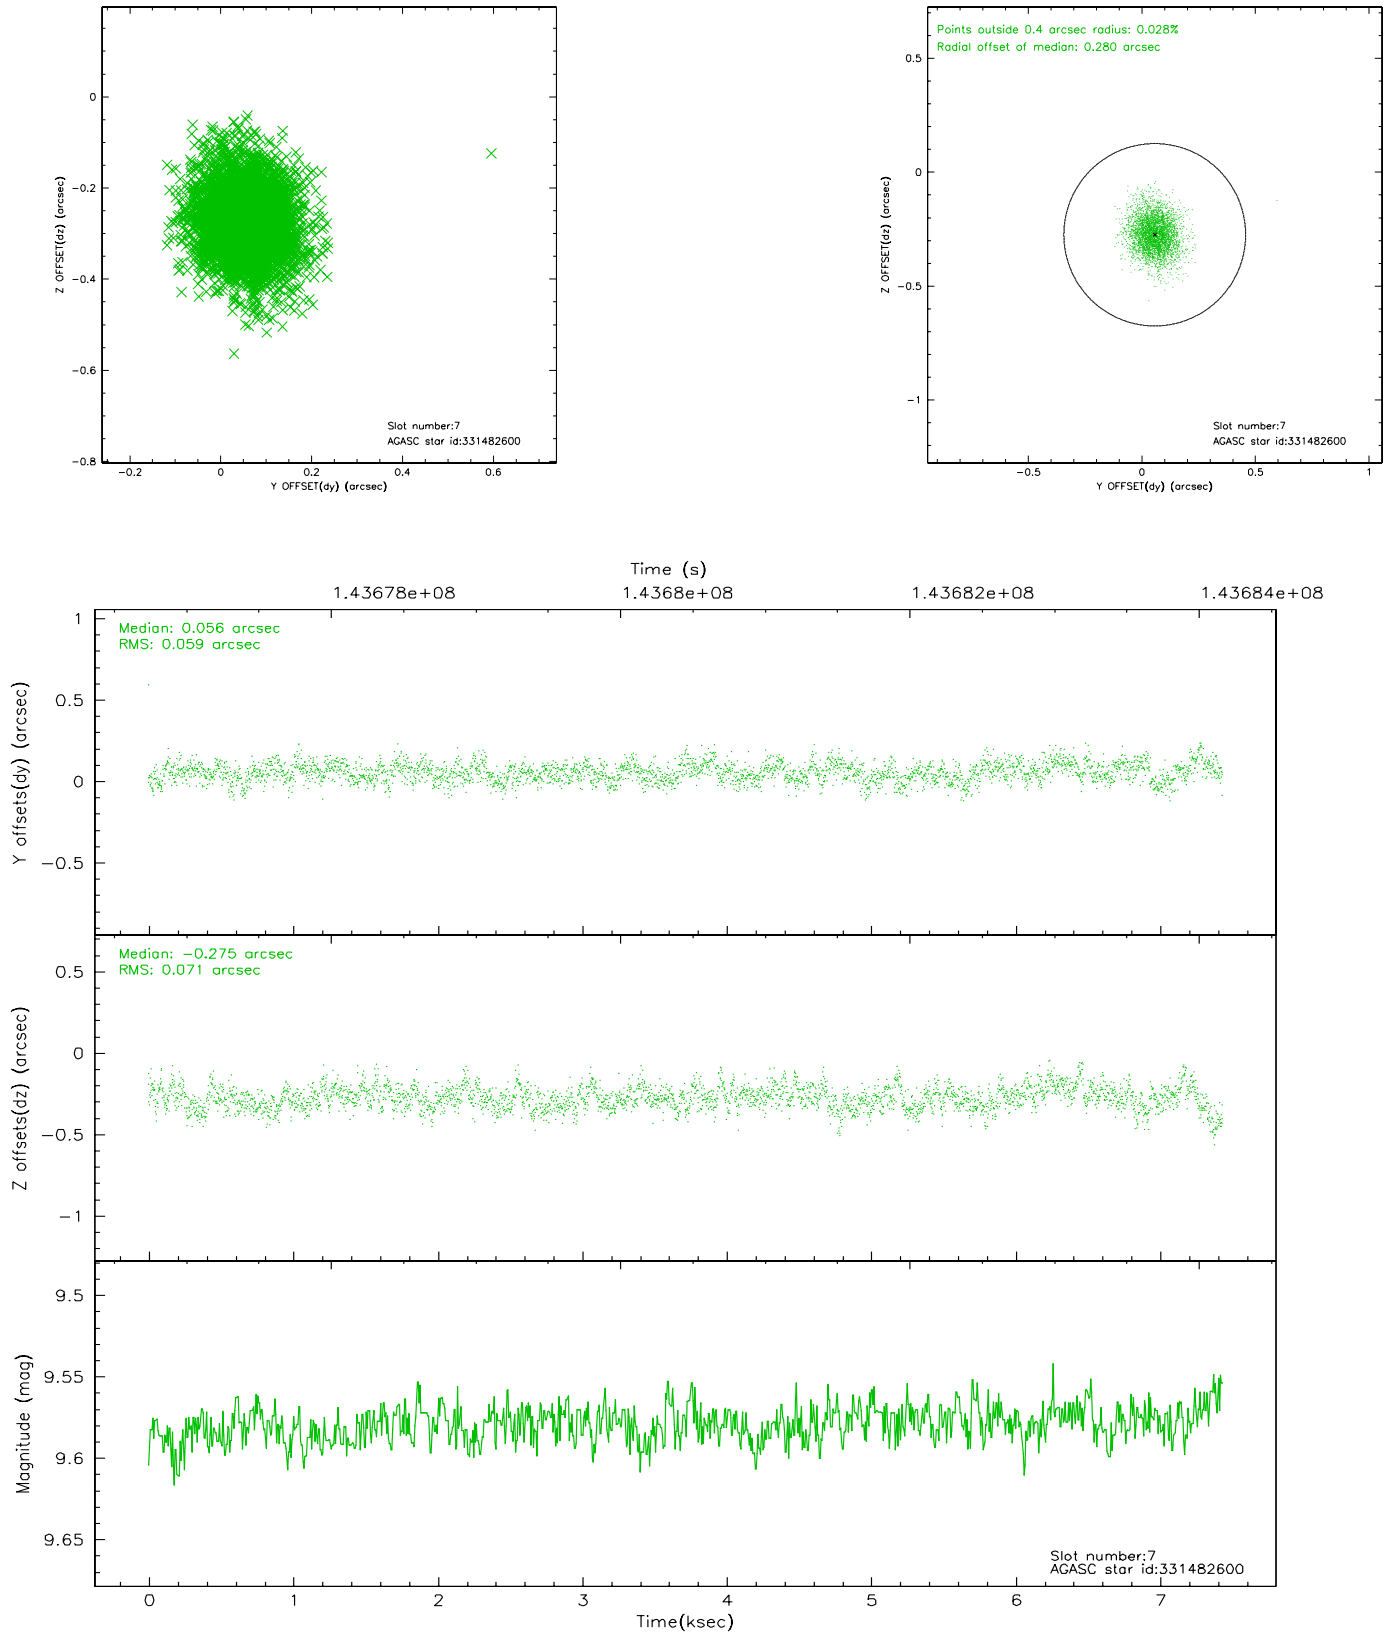 0
−0.2
−0.4
−0.6
−0.8
Z OFFSET(dz) (arcsec)
Slot number:7
AGASC star id:331482600
−0.2 0 0.2 0.4 0.6
Y OFFSET(dy) (arcsec)
Points outside 0.4 arcsec radius: 0.028%
Radial offset of median: 0.280 arcsec
0.5
0
−0.5
−1
Z OFFSET(dz) (arcsec)
Slot number:7
AGASC star id:331482600
−0.5 0 0.5 1
Y OFFSET(dy) (arcsec)
Time (s)
1.43678e+08 1.4368e+08 1.43682e+08 1.43684e+08
Median: 0.056 arcsec
RMS: 0.059 arcsec
1
0.5
0
−0.5
Y offsets(dy) (arcsec)
Median: −0.275 arcsec
RMS: 0.071 arcsec
0.5
0
−0.5
−1
Z offsets(dz) (arcsec)
9.5
9.55
9.6
9.65
Magnitude (mag)
Slot number:7
AGASC star id:331482600
0 1 2 3 4 5 6 7
Time(ksec)